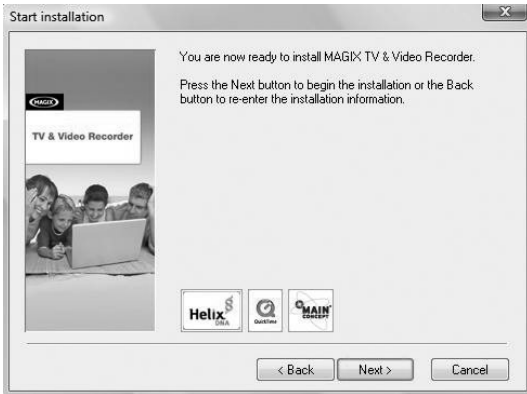 Start installation
X
MAGIX
TV & Video Recorder
You are now ready to install MAGIX TV & Video Recorder.
Press the Next button to begin the installation or the Back
button to re-enter the installation information.
Helix
DNA
QuickTime
MAIN
CONCEPT
< Back
Next >
Cancel